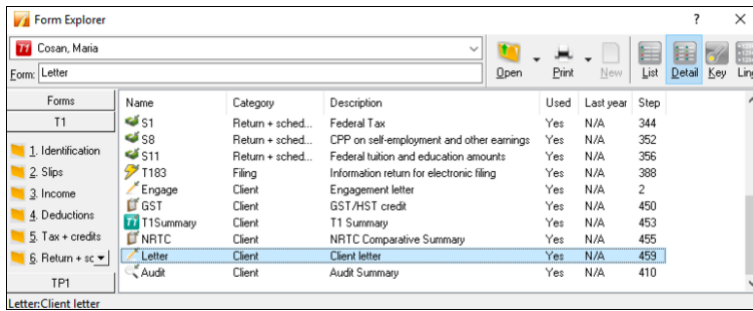 Form Explorer ? ×
T1 Cosan, Maria
Form: Letter
Open Print New List Detail Key
Forms Name Category Description Used Last year Step
T1 S1 Return + sched... Federal Tax Yes N/A 344
S8 Return + sched... CPP on self-employment and other earnings Yes N/A 352
1. Identification S11 Return + sched... Federal tuition and education amounts Yes N/A 356
2. Slips T183 Filing Information return for electronic filing Yes N/A 388
3. Income Engage Client Engagement letter Yes N/A 2
GST Client GST/HST credit Yes N/A 450
4. Deductions T1 T1Summary Client T1 Summary Yes N/A 453
5. Tax + credits NRTC Client NRTC Comparative Summary Yes N/A 455
6. Return + sc Letter Client Client letter Yes N/A 459
TP1 Audit Client Audit Summary Yes N/A 410
Letter:Client letter